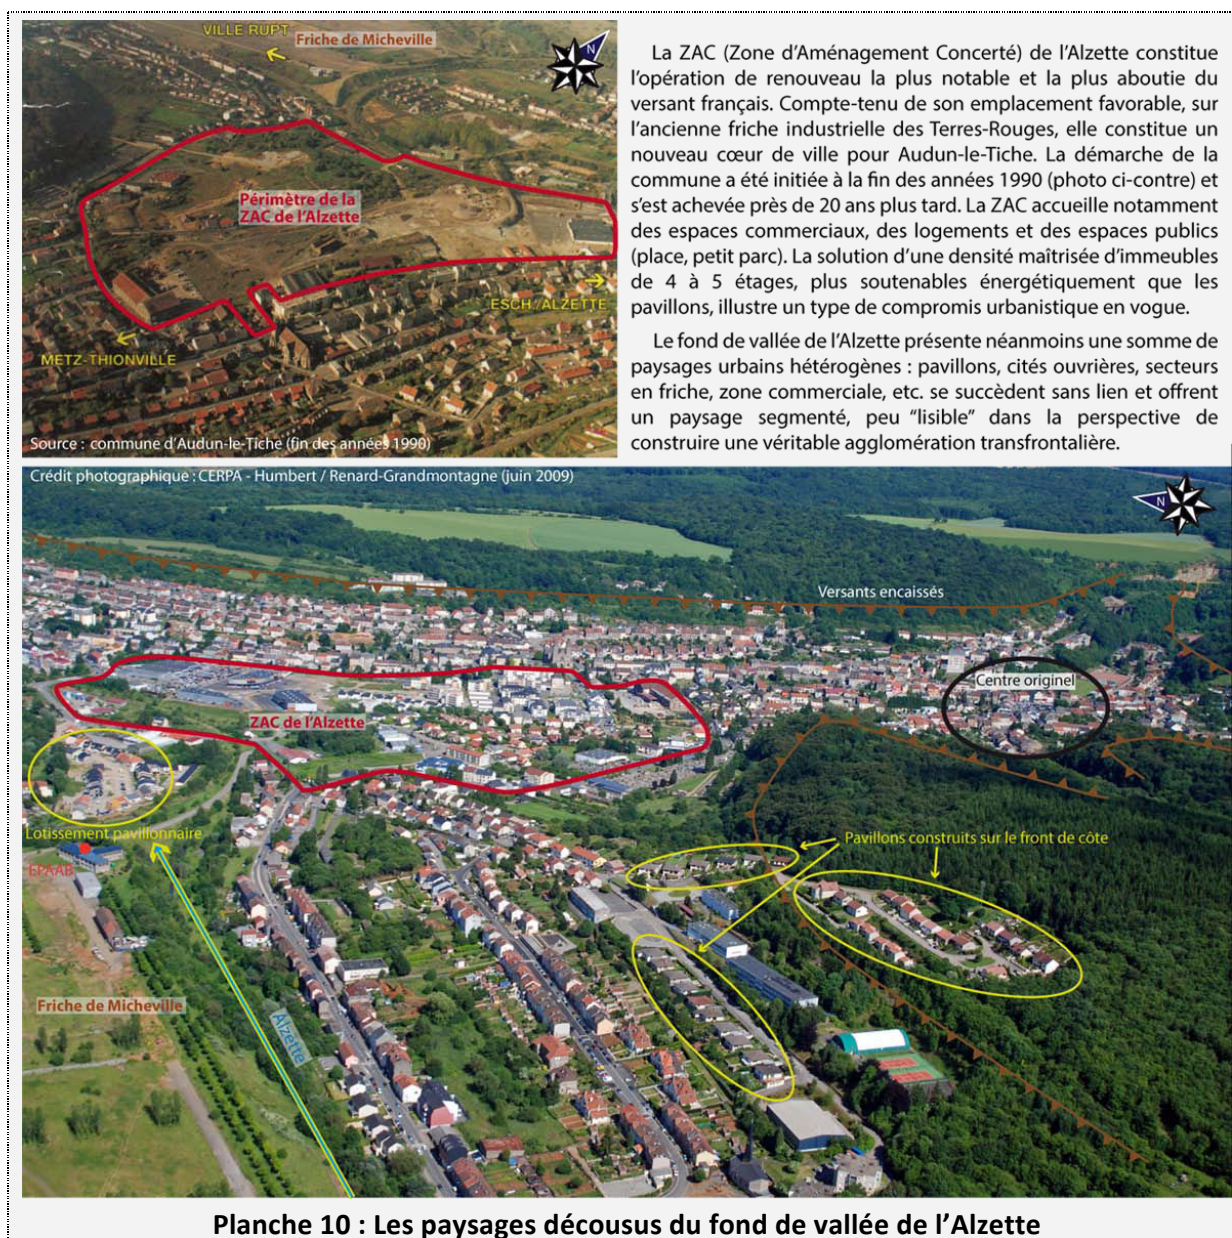 VILLE RUPT
Friche de Micheville
N
Périmètre de la
ZAC de l'Alzette
ESCH/ALZETTE
METZ-THIONVILLE
Source : commune d'Audun-le-Tiche (fin des années 1990)
La ZAC (Zone d'Aménagement Concerté) de l'Alzette constitue
l'opération de renouveau la plus notable et la plus aboutie du
versant français. Compte-tenu de son emplacement favorable, sur
l'ancienne friche industrielle des Terres-Rouges, elle constitue un
nouveau cœur de ville pour Audun-le-Tiche. La démarche de la
commune a été initiée à la fin des années 1990 (photo ci-contre) et
s'est achevée près de 20 ans plus tard. La ZAC accueille notamment
des espaces commerciaux, des logements et des espaces publics
(place, petit parc). La solution d'une densité maîtrisée d'immeubles
de 4 à 5 étages, plus soutenables énergétiquement que les
pavillons, illustre un type de compromis urbanistique en vogue.
Le fond de vallée de l'Alzette présente néanmoins une somme de
paysages urbains hétérogènes : pavillons, cités ouvrières, secteurs
en friche, zone commerciale, etc. se succèdent sans lien et offrent
un paysage segmenté, peu "lisible" dans la perspective de
construire une véritable agglomération transfrontalière.
Crédit photographique : CERPA - Humbert / Renard-Grandmontagne (juin 2009)
N
Versants encaissés
Centre originel
ZAC de l'Alzette
Lotissement pavillonnaire
EPAAB
Pavillons construits sur le front de côte
Friche de Micheville
Alzette
Planche 10 : Les paysages décousus du fond de vallée de l'Alzette